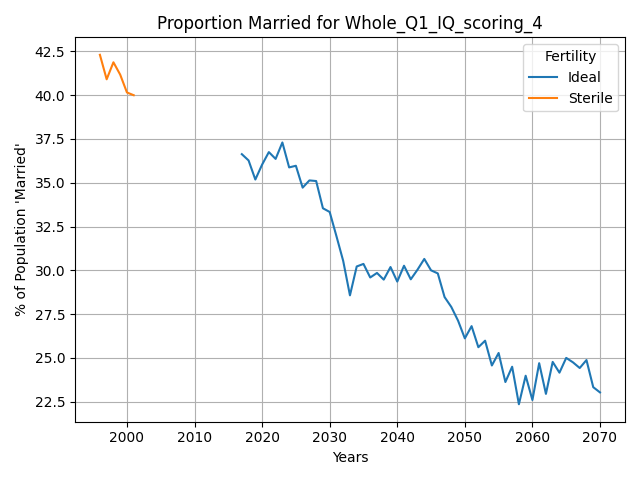 Proportion Married for Whole_Q1_IQ_scoring_4
% of Population 'Married'
42.5
40.0
37.5
35.0
32.5
30.0
27.5
25.0
22.5
Fertility
Ideal
Sterile
2000 2010 2020 2030 2040 2050 2060 2070
Years